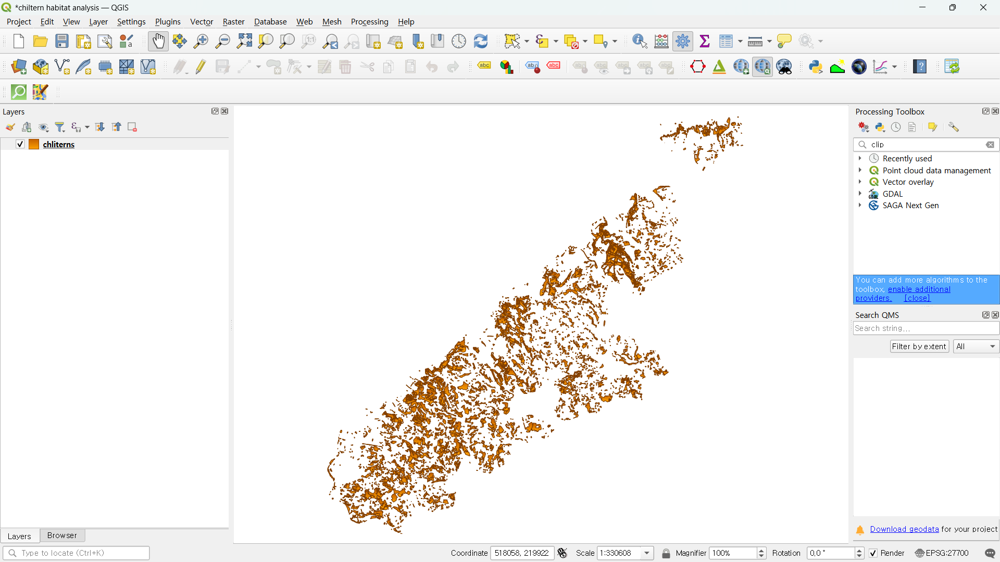 *chiltern habitat analysis — QGIS
Project Edit View Layer Settings Plugins Vector Raster Database Web Mesh Processing Help
Layers
chliterns
Layers Browser
Type to locate (Ctrl+K)
Processing Toolbox
clip
Recently used
Point cloud data management
Vector overlay
GDAL
SAGA Next Gen
You can add more algorithms to the
toolbox, enable additional
providers. [close]
Search QMS
Search string...
Filter by extent All
Download geodata for your project
Coordinate 518058, 219922 Scale 1:330608 Magnifier 100% Rotation 0.0 ° Render EPSG:27700